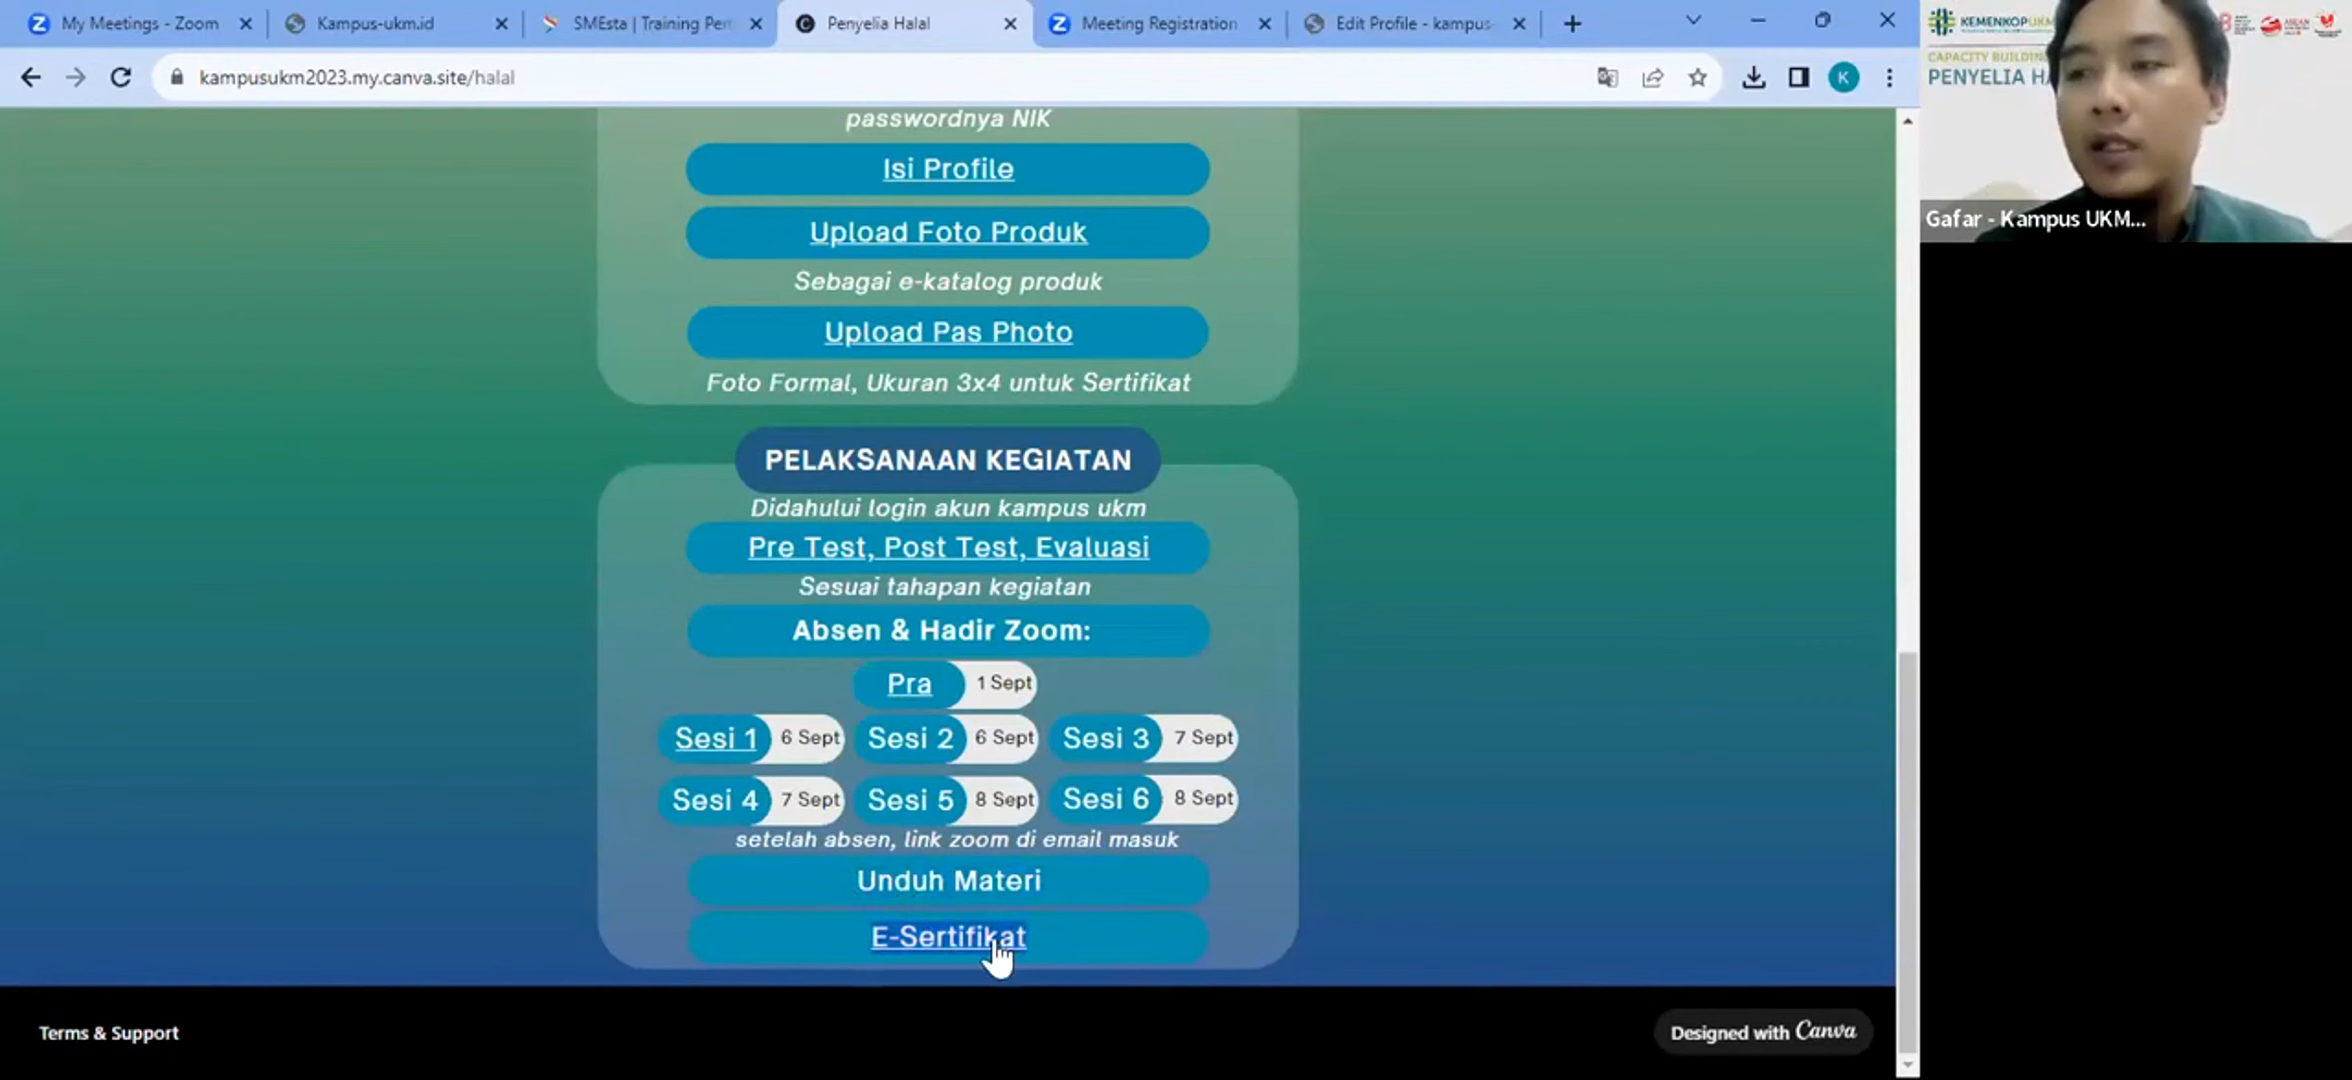 My Meetings - Zoom
Kampus-ukm.id
SMEsta | Training Pen
Penyelia Halal
Meeting Registration
Edit Profile - kampus-
kampusukm2023.my.canva.site/halal
K
KEMENKOPUKM
CAPACITY BUILDING
PENYELIA HA
Gafar - Kampus UKM...
passwordnya NIK
Isi Profile
Upload Foto Produk
Sebagai e-katalog produk
Upload Pas Photo
Foto Formal, Ukuran 3x4 untuk Sertifikat
PELAKSANAAN KEGIATAN
Didahului login akun kampus ukm
Pre Test, Post Test, Evaluasi
Sesuai tahapan kegiatan
Absen & Hadir Zoom:
Pra 1 Sept
Sesi 1 6 Sept Sesi 2 6 Sept Sesi 3 7 Sept
Sesi 4 7 Sept Sesi 5 8 Sept Sesi 6 8 Sept
setelah absen, link zoom di email masuk
Unduh Materi
E-Sertifikat
Terms & Support
Designed with Canva